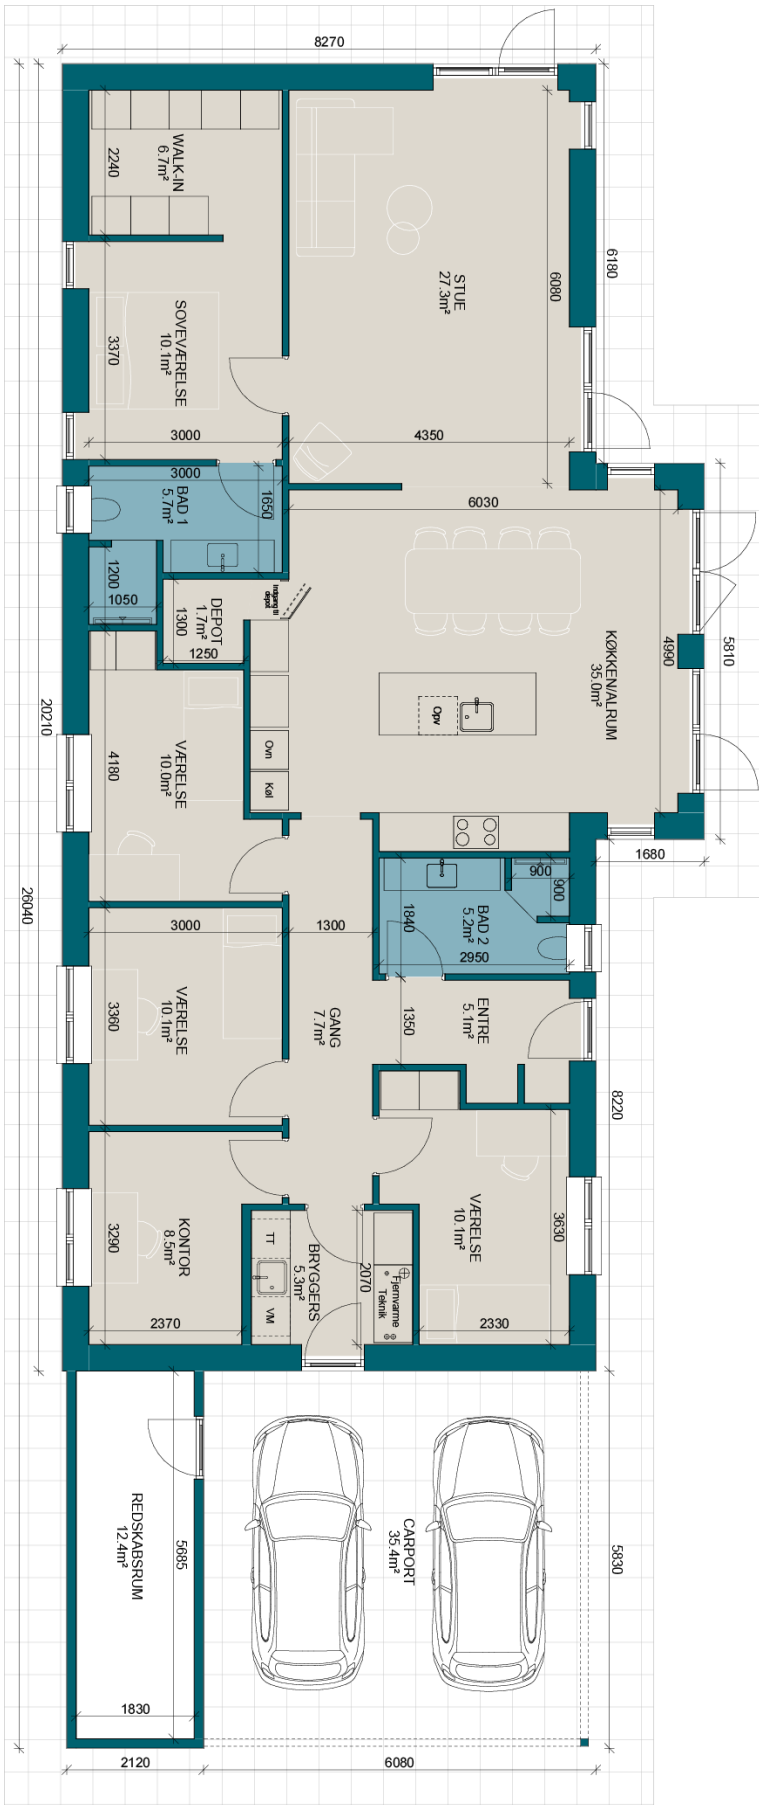 8270
WALK-IN
6.7m²
2240
STUE
27.3m²
6080
6180
SOVEVÆRELSE
10.1m²
3370
3000
4350
3000
BAD 1
5.7m²
1650
6030
1200
1050
DEPOT
1.7m²
1300
1250
Indgang til
depot
KØKKEN/ALRUM
35.0m²
4990
5810
Opv
Ovn
Køl
20210
VÆRELSE
10.0m²
4180
26040
1680
900
900
BAD 2
5.2m²
1840
2950
3000
1300
VÆRELSE
10.1m²
3360
GANG
7.7m²
ENTRE
5.1m²
1350
8220
VÆRELSE
10.1m²
3630
2330
KONTOR
8.5m²
3290
2370
BRYGGERS
5.3m²
2070
TT
VM
Fjernvarme
Teknik
REDSKABSRUM
12.4m²
5685
1830
CARPORT
35.4m²
5830
2120
6080